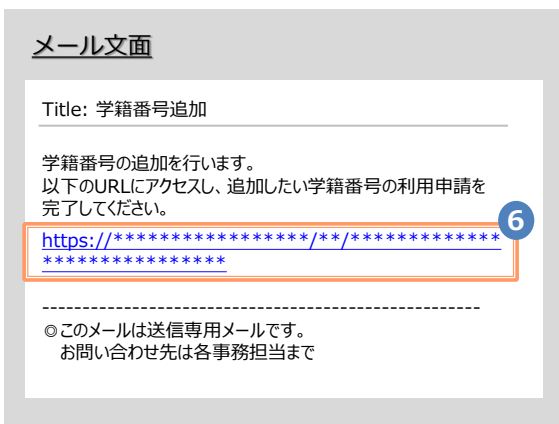 メール文面
Title: 学籍番号追加
学籍番号の追加を行います。
以下のURLにアクセスし、追加したい学籍番号の利用申請を
完了してください。
6
https://*****************/**/*************
****************
-------------------------------------------------------
◎このメールは送信専用メールです。
お問い合わせ先は各事務担当まで